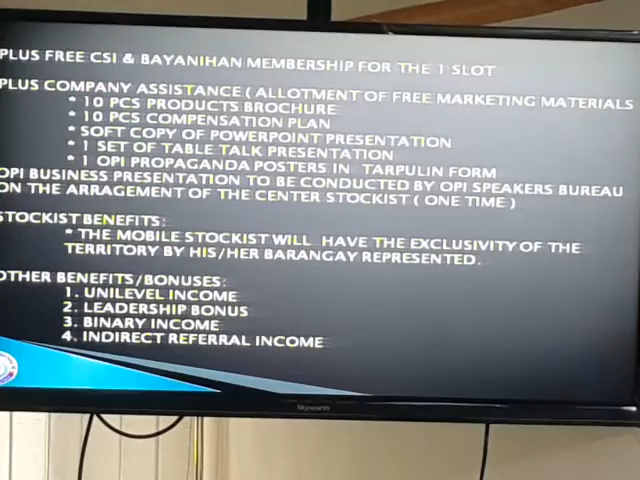 PLUS FREE CSI & BAYANIHAN MEMBERSHIP FOR THE 1 SLOT
PLUS COMPANY ASSISTANCE ( ALLOTMENT OF FREE MARKETING MATERIALS
* 10 PCS PRODUCTS BROCHURE
* 10 PCS COMPENSATION PLAN
* SOFT COPY OF POWERPOINT PRESENTATION
* 1 SET OF TABLE TALK PRESENTATION
* 1 OPI PROPAGANDA POSTERS IN TARPULIN FORM
OPI BUSINESS PRESENTATION TO BE CONDUCTED BY OPI SPEAKERS BUREAU
ON THE ARRAGEMENT OF THE CENTER STOCKIST ( ONE TIME )
STOCKIST BENEFITS:
* THE MOBILE STOCKIST WILL HAVE THE EXCLUSIVITY OF THE
TERRITORY BY HIS/HER BARANGAY REPRESENTED.
OTHER BENEFITS/BONUSES:
1. UNILEVEL INCOME
2. LEADERSHIP BONUS
3. BINARY INCOME
4. INDIRECT REFERRAL INCOME
Skyworth